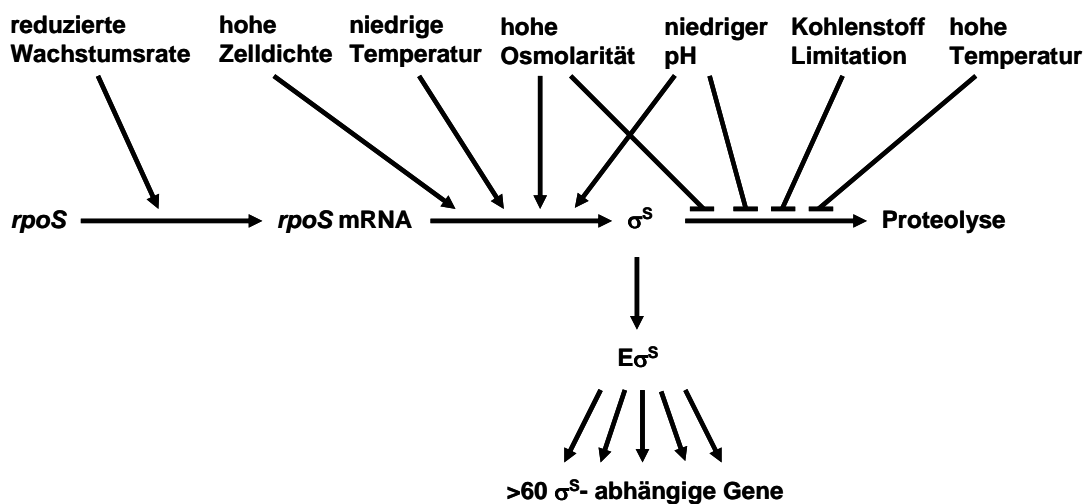 reduzierte hohe niedrige hohe niedriger Kohlenstoff hohe
Wachstumsrate Zelldichte Temperatur Osmolarität pH Limitation Temperatur
rpoS rpoS mRNA σˢ Proteolyse
Eσˢ
>60 σˢ- abhängige Gene